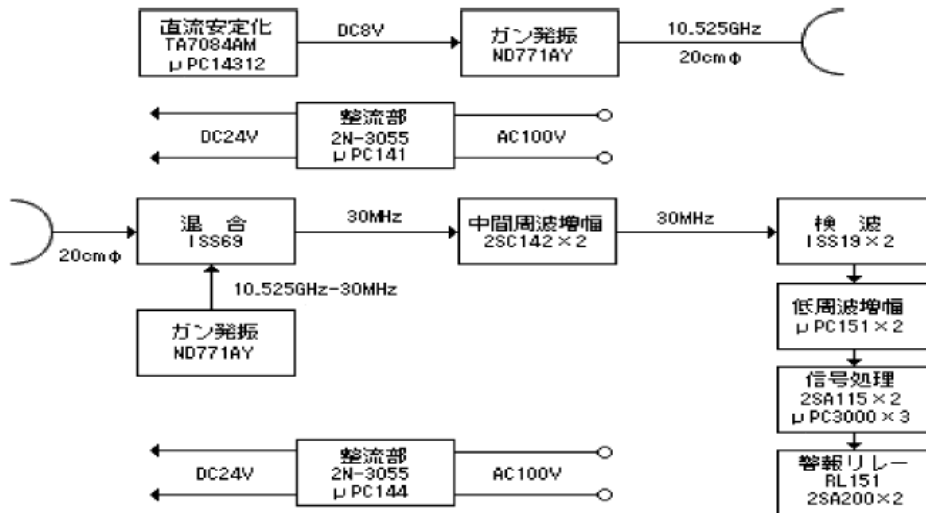 直流安定化
TA7084AM
μPC14312
DC8V
ガン発振
ND771AY
10.525GHz
20cmφ
DC24V
整流部
2N-3055
μPC141
AC100V
20cmφ
混　合
ISS69
30MHz
中間周波増幅
2SC142×2
30MHz
検　波
ISS19×2
10.525GHz-30MHz
ガン発振
ND771AY
低周波増幅
μPC151×2
信号処理
2SA115×2
μPC3000×3
DC24V
整流部
2N-3055
μPC144
AC100V
警報リレー
RL151
2SA200×2